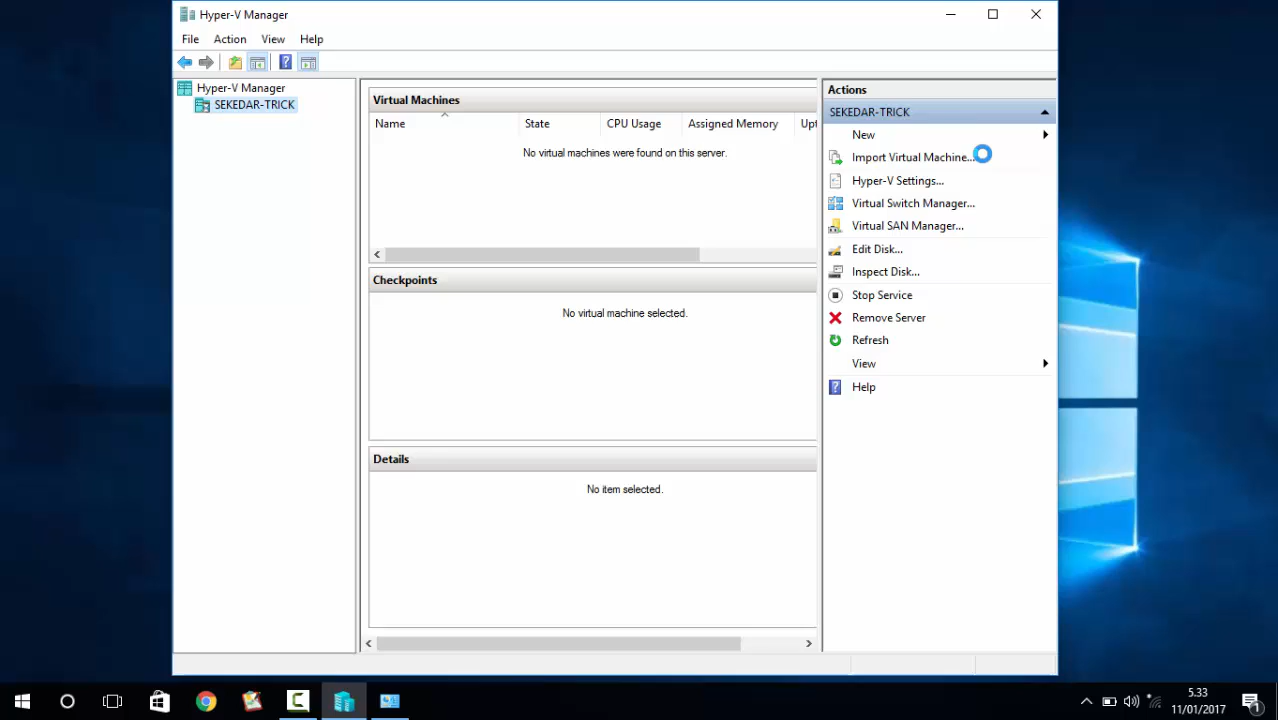 Hyper-V Manager
File Action View Help
Hyper-V Manager
SEKEDAR-TRICK
Virtual Machines
Name State CPU Usage Assigned Memory Upt
No virtual machines were found on this server.
Checkpoints
No virtual machine selected.
Details
No item selected.
Actions
SEKEDAR-TRICK
New
Import Virtual Machine...
Hyper-V Settings...
Virtual Switch Manager...
Virtual SAN Manager...
Edit Disk...
Inspect Disk...
Stop Service
Remove Server
Refresh
View
Help
5.33
11/01/2017
1